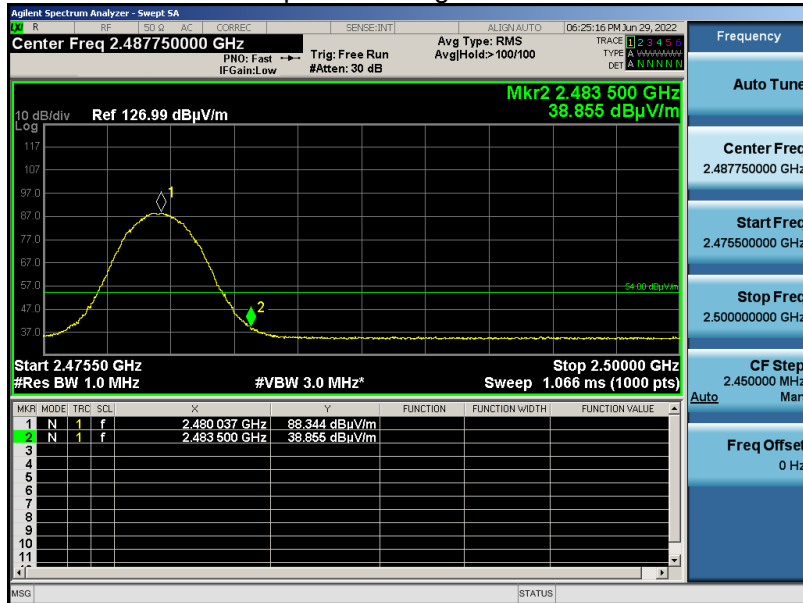 Agilent Spectrum Analyzer - Swept SA
LXI R RF 50 Ω AC CORREC SENSE:INT ALIGN AUTO 06:25:16 PM Jun 29, 2022
Center Freq 2.487750000 GHz
PNO: Fast
IFGain:Low
Trig: Free Run
#Atten: 30 dB
Avg Type: RMS
Avg|Hold:>100/100
TRACE 1 2 3 4 5 6
TYPE A
DET A N N N N N
Mkr2 2.483 500 GHz
38.855 dBμV/m
10 dB/div Ref 126.99 dBμV/m
Log
117
107
97.0
87.0
77.0
67.0
57.0
47.0
37.0
1
2
54.00 dBμV/m
Start 2.47550 GHz Stop 2.50000 GHz
#Res BW 1.0 MHz #VBW 3.0 MHz* Sweep 1.066 ms (1000 pts)
MKR MODE TRC SCL X Y FUNCTION FUNCTION WIDTH FUNCTION VALUE
1 N 1 f 2.480 037 GHz 88.344 dBμV/m
2 N 1 f 2.483 500 GHz 38.855 dBμV/m
3
4
5
6
7
8
9
10
11
MSG STATUS
Frequency
Auto Tune
Center Freq
2.487750000 GHz
Start Freq
2.475500000 GHz
Stop Freq
2.500000000 GHz
CF Step
2.450000 MHz
Auto Man
Freq Offset
0 Hz